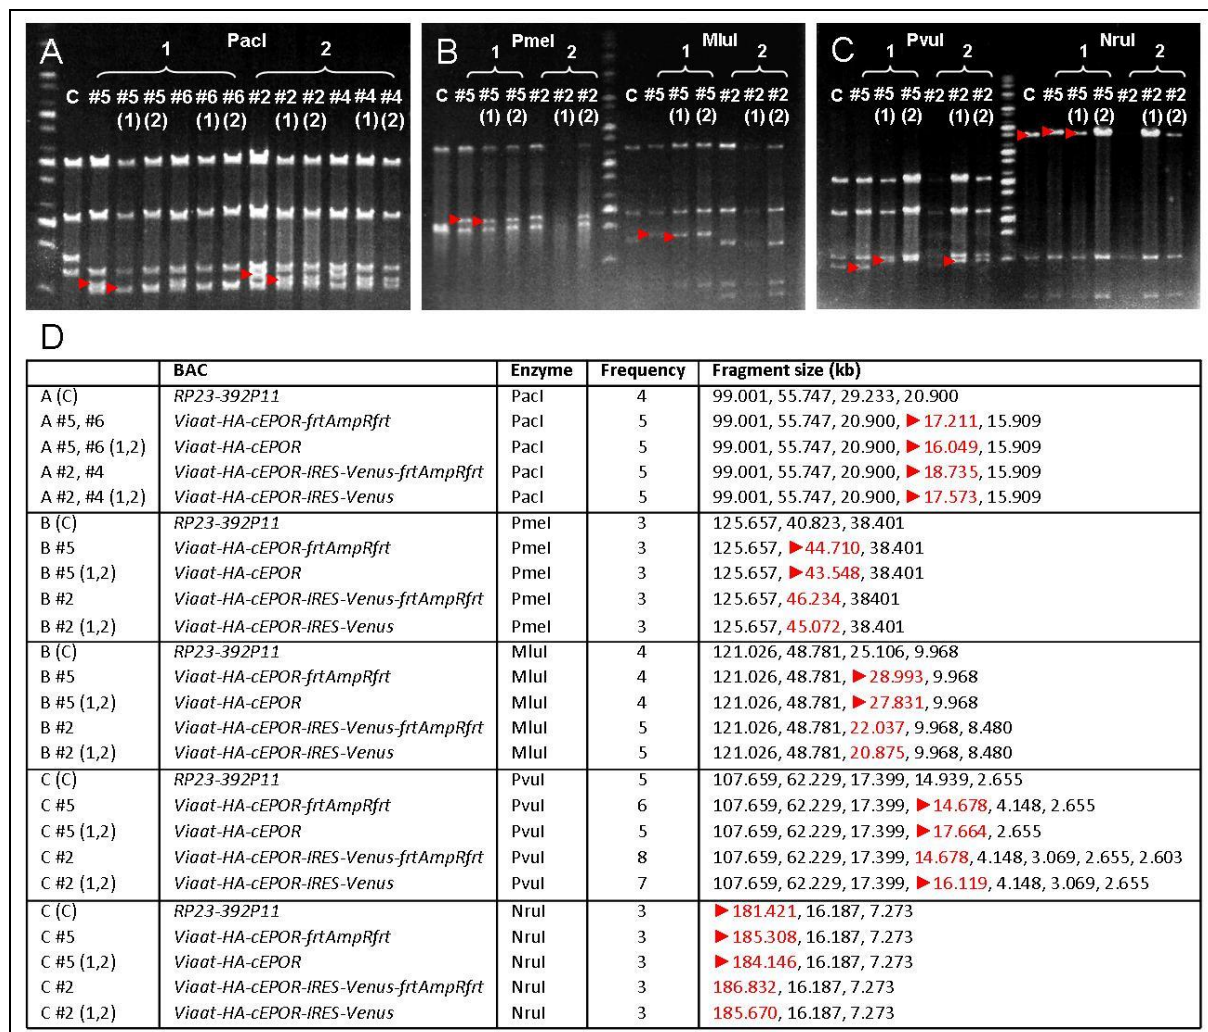 A
1
PacI
2
C #5 #5 #5 #6 #6 #6 #2 #2 #2 #4 #4 #4
(1) (2) (1) (2) (1) (2) (1) (2)
B
1
PmeI
2
C #5 #5 #5 #2 #2 #2
(1) (2) (1) (2)
1
MluI
2
C #5 #5 #5 #2 #2 #2
(1) (2) (1) (2)
C
1
PvuI
2
C #5 #5 #5 #2 #2 #2
(1) (2) (1) (2)
1
NruI
2
C #5 #5 #5 #2 #2 #2
(1) (2) (1) (2)
D
BAC Enzyme Frequency Fragment size (kb)
A (C) RP23-392P11 PacI 4 99.001, 55.747, 29.233, 20.900
A #5, #6 Viaat-HA-cEPOR-frtAmpRfrt PacI 5 99.001, 55.747, 20.900, ►17.211, 15.909
A #5, #6 (1,2) Viaat-HA-cEPOR PacI 5 99.001, 55.747, 20.900, ►16.049, 15.909
A #2, #4 Viaat-HA-cEPOR-IRES-Venus-frtAmpRfrt PacI 5 99.001, 55.747, 20.900, ►18.735, 15.909
A #2, #4 (1,2) Viaat-HA-cEPOR-IRES-Venus PacI 5 99.001, 55.747, 20.900, ►17.573, 15.909
B (C) RP23-392P11 PmeI 3 125.657, 40.823, 38.401
B #5 Viaat-HA-cEPOR-frtAmpRfrt PmeI 3 125.657, ►44.710, 38.401
B #5 (1,2) Viaat-HA-cEPOR PmeI 3 125.657, ►43.548, 38.401
B #2 Viaat-HA-cEPOR-IRES-Venus-frtAmpRfrt PmeI 3 125.657, 46.234, 38401
B #2 (1,2) Viaat-HA-cEPOR-IRES-Venus PmeI 3 125.657, 45.072, 38.401
B (C) RP23-392P11 MluI 4 121.026, 48.781, 25.106, 9.968
B #5 Viaat-HA-cEPOR-frtAmpRfrt MluI 4 121.026, 48.781, ►28.993, 9.968
B #5 (1,2) Viaat-HA-cEPOR MluI 4 121.026, 48.781, ►27.831, 9.968
B #2 Viaat-HA-cEPOR-IRES-Venus-frtAmpRfrt MluI 5 121.026, 48.781, 22.037, 9.968, 8.480
B #2 (1,2) Viaat-HA-cEPOR-IRES-Venus MluI 5 121.026, 48.781, 20.875, 9.968, 8.480
C (C) RP23-392P11 PvuI 5 107.659, 62.229, 17.399, 14.939, 2.655
C #5 Viaat-HA-cEPOR-frtAmpRfrt PvuI 6 107.659, 62.229, 17.399, ►14.678, 4.148, 2.655
C #5 (1,2) Viaat-HA-cEPOR PvuI 5 107.659, 62.229, 17.399, ►17.664, 2.655
C #2 Viaat-HA-cEPOR-IRES-Venus-frtAmpRfrt PvuI 8 107.659, 62.229, 17.399, 14.678, 4.148, 3.069, 2.655, 2.603
C #2 (1,2) Viaat-HA-cEPOR-IRES-Venus PvuI 7 107.659, 62.229, 17.399, ►16.119, 4.148, 3.069, 2.655
C (C) RP23-392P11 NruI 3 ►181.421, 16.187, 7.273
C #5 Viaat-HA-cEPOR-frtAmpRfrt NruI 3 ►185.308, 16.187, 7.273
C #5 (1,2) Viaat-HA-cEPOR NruI 3 ►184.146, 16.187, 7.273
C #2 Viaat-HA-cEPOR-IRES-Venus-frtAmpRfrt NruI 3 186.832, 16.187, 7.273
C #2 (1,2) Viaat-HA-cEPOR-IRES-Venus NruI 3 185.670, 16.187, 7.273